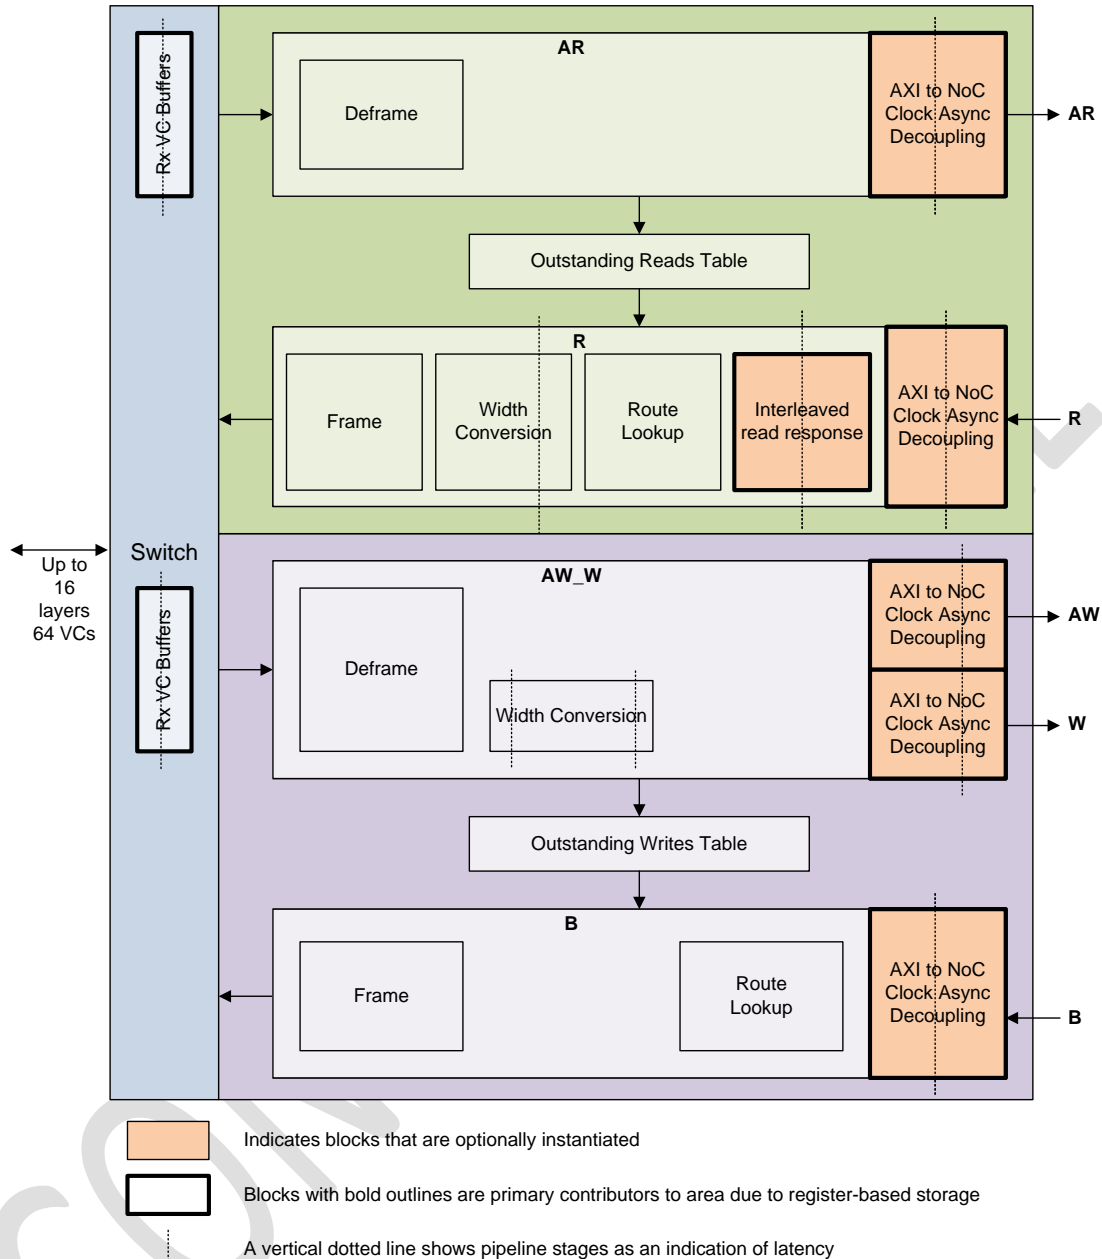 AR
Rx VC Buffers
Deframe
AXI to NoC
Clock Async
Decoupling
AR
Outstanding Reads Table
R
Frame
Width
Conversion
Route
Lookup
Interleaved
read response
AXI to NoC
Clock Async
Decoupling
R
Switch
Up to
16
layers
64 VCs
Rx VC Buffers
AW_W
Deframe
Width Conversion
AXI to NoC
Clock Async
Decoupling
AW
AXI to NoC
Clock Async
Decoupling
W
Outstanding Writes Table
B
Frame
Route
Lookup
AXI to NoC
Clock Async
Decoupling
B
Indicates blocks that are optionally instantiated
Blocks with bold outlines are primary contributors to area due to register-based storage
A vertical dotted line shows pipeline stages as an indication of latency